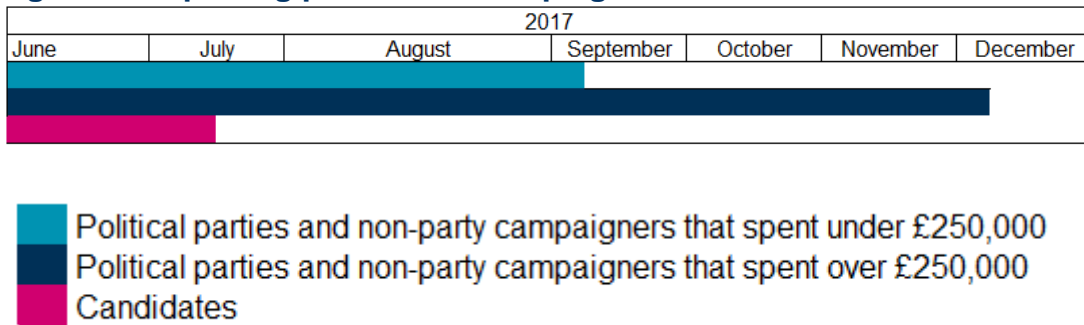 2017
June July August September October November December
Political parties and non-party campaigners that spent under £250,000
Political parties and non-party campaigners that spent over £250,000
Candidates